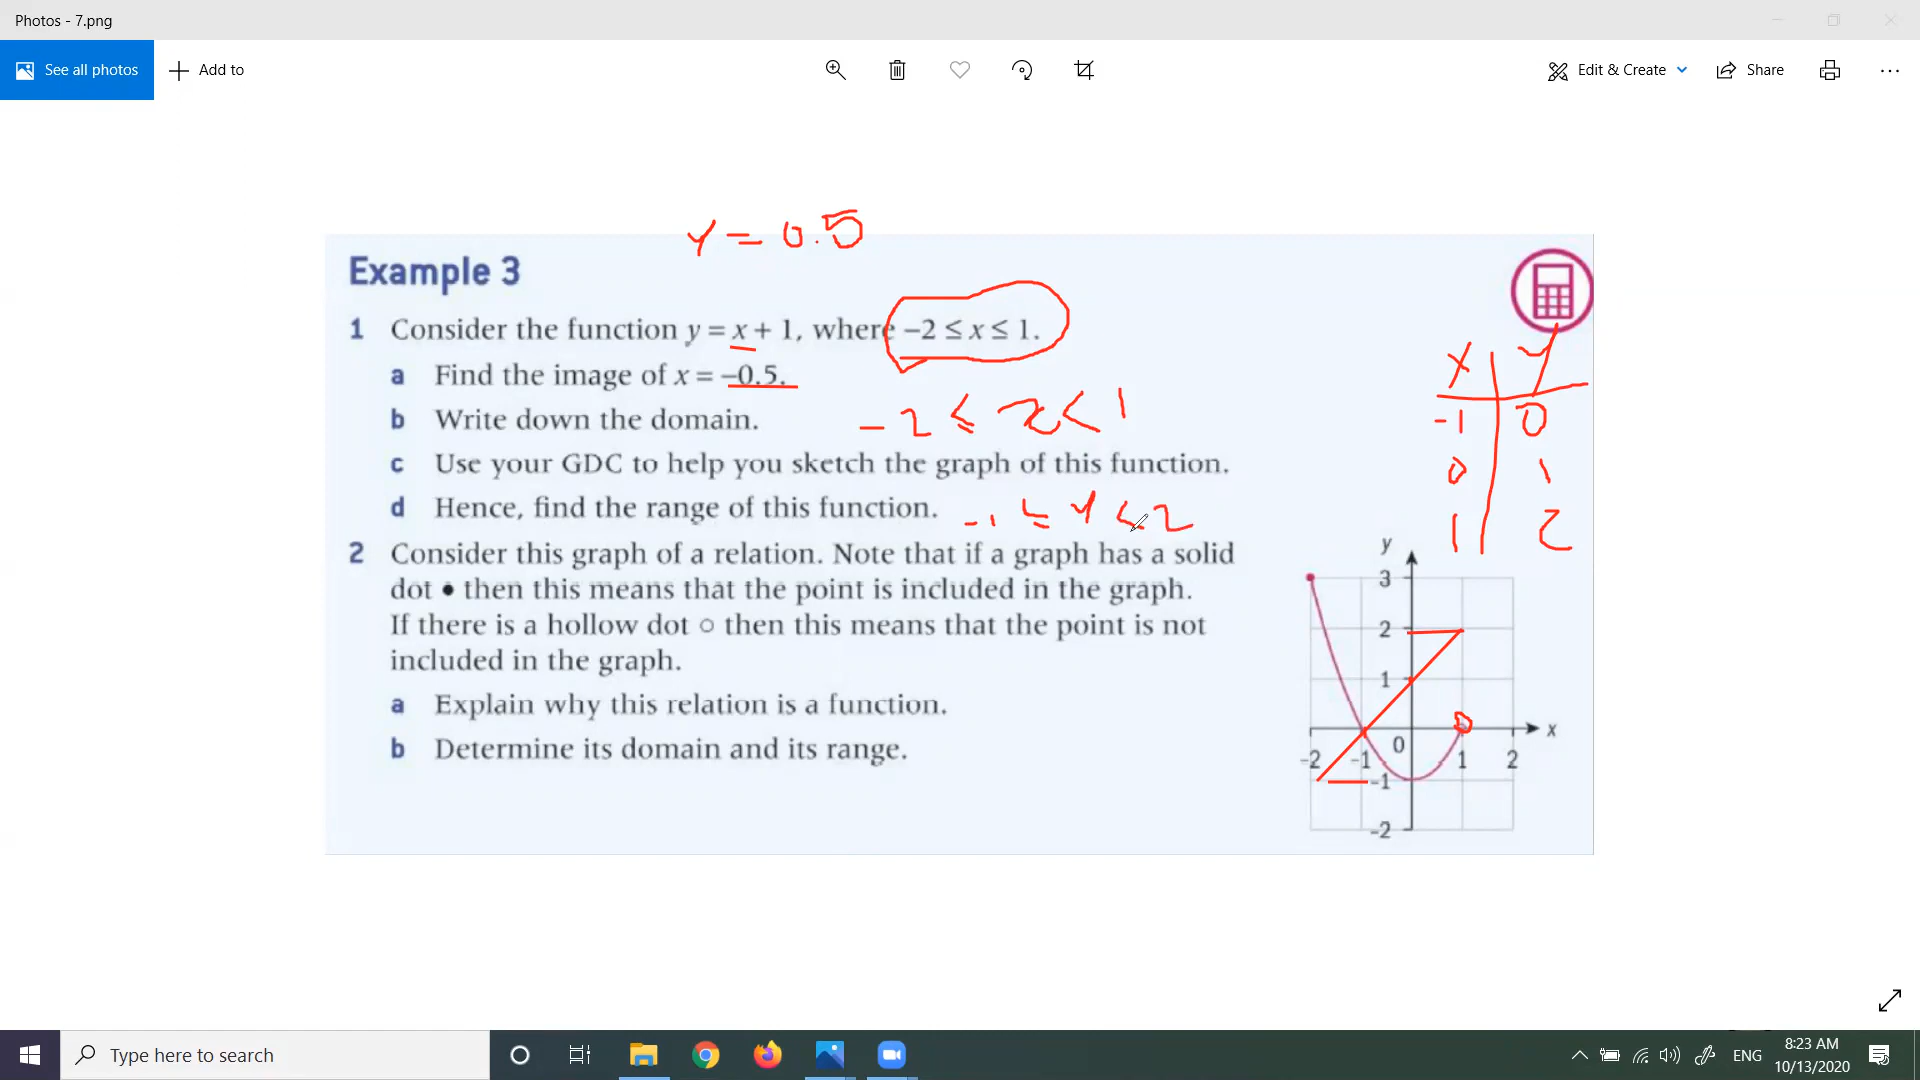 Photos - 7.png
See all photos
Add to
Edit & Create
Share
y = 0.5
Example 3
1 Consider the function y = x + 1, where −2 ≤ x ≤ 1.
a Find the image of x = −0.5.
b Write down the domain.
-2 ≤ x < 1
c Use your GDC to help you sketch the graph of this function.
d Hence, find the range of this function.
-1 ≤ y ≤ 2
2 Consider this graph of a relation. Note that if a graph has a solid
dot • then this means that the point is included in the graph.
If there is a hollow dot ○ then this means that the point is not
included in the graph.
a Explain why this relation is a function.
b Determine its domain and its range.
x y
-1 0
0 1
1 2
y
3
2
1
0
x
-2 -1 1 2
-1
-2
Type here to search
ENG
8:23 AM
10/13/2020